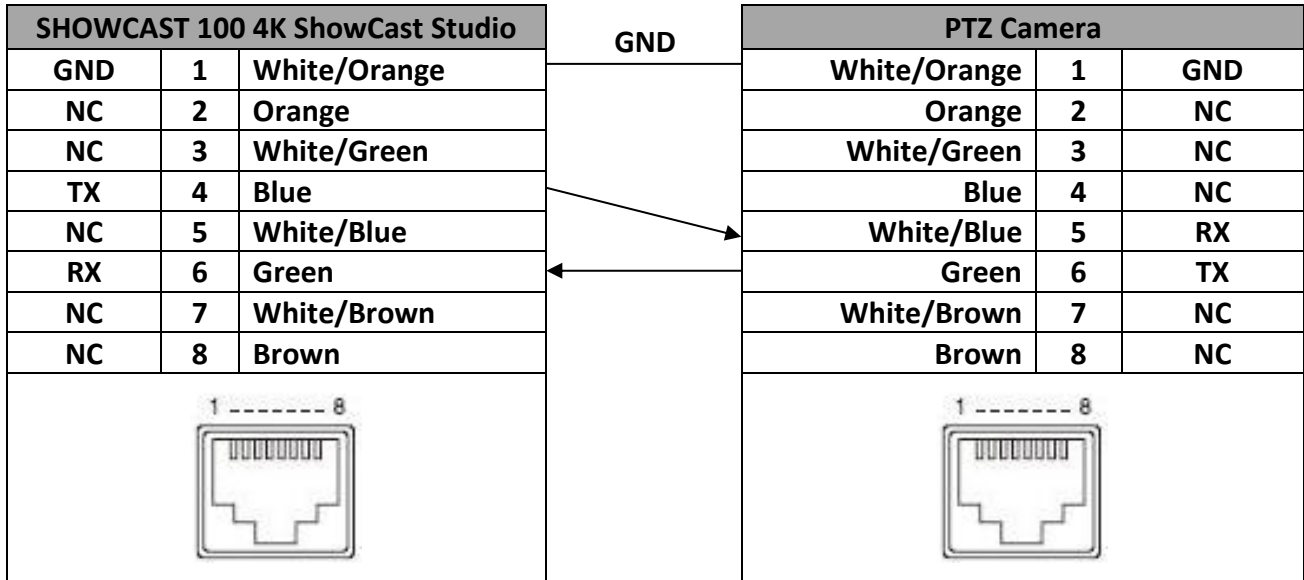 SHOWCAST 100 4K ShowCast Studio GND PTZ Camera
GND 1 White/Orange White/Orange 1 GND
NC 2 Orange Orange 2 NC
NC 3 White/Green White/Green 3 NC
TX 4 Blue Blue 4 NC
NC 5 White/Blue White/Blue 5 RX
RX 6 Green Green 6 TX
NC 7 White/Brown White/Brown 7 NC
NC 8 Brown Brown 8 NC
1 ------- 8 1 ------- 8